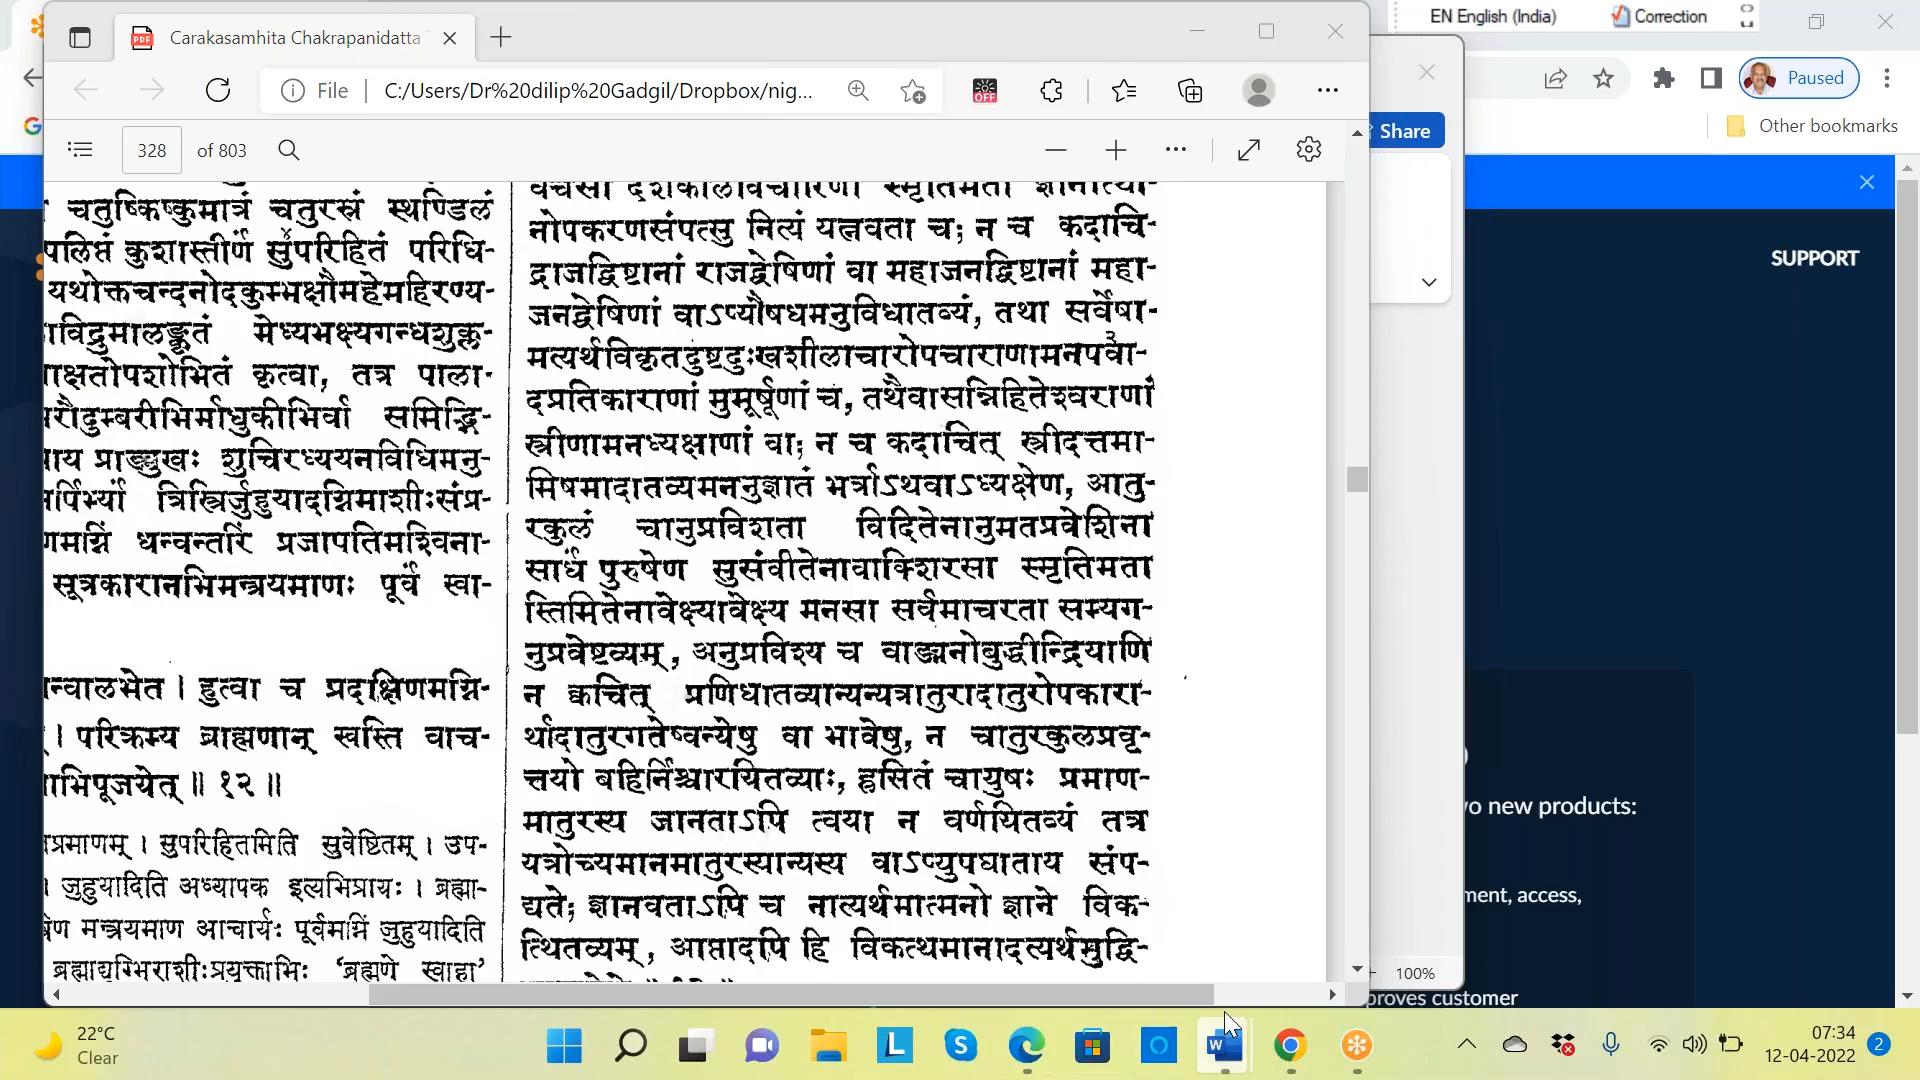 EN English (India)
Correction
Carakasamhita Chakrapanidatta
File
C:/Users/Dr%20dilip%20Gadgil/Dropbox/nig...
OFF
Paused
Other bookmarks
Share
328 of 803
SUPPORT
चतुष्किष्कुमात्रं चतुरस्रं स्थण्डिलं
पलिप्तं कुशास्तीर्णं सुपरिहितं परिधि-
यथोक्तचन्दनोदकुम्भक्षौमहेमहिरण्य-
विद्रुमालङ्कृतं मेध्यभक्ष्यगन्धशुक्ल-
क्षतोपशोभितं कृत्वा, तत्र पाला-
रौदुम्बरीभिर्माधुकीभिर्वा समिद्भि-
य प्राङ्मुखः शुचिरध्ययनविधिमनु-
र्पिर्भ्यां त्रिस्त्रिर्जुहुयादग्निमाशीःसंप्र-
मग्निं धन्वन्तरिं प्रजापतिमश्विना-
सूत्रकारानभिमन्त्रयमाणः पूर्वं स्वा-
न्वालभेत । हुत्वा च प्रदक्षिणमग्नि-
। परिक्रम्य ब्राह्मणान् स्वस्ति वाच-
भिपूजयेत् ॥ १२ ॥
प्रमाणम् । सुपरिहितमिति सुवेष्टितम् । उप-
। जुहुयादिति अध्यापक इत्यभिप्रायः । ब्रह्मा-
मन्त्रयमाण आचार्यः पूर्वमग्निं जुहुयादिति
ब्रह्माद्यग्भिराशीःप्रयुक्ताभिः ‘ब्रह्मणे स्वाहा’
वचसा देशकालविचारिणा स्मृतिमता ज्ञानोत्था-
नोपकरणसंपत्सु नित्यं यत्नवता च; न च कदाचि-
द्राजद्विष्टानां राजद्वेषिणां वा महाजनद्विष्टानां महा-
जनद्वेषिणां वाऽप्यौषधमनुविधातव्यं, तथा सर्वेषा-
मत्यर्थविकृतदुष्टदुःखशीलाचारोपचाराणामनपवा-
३
दप्रतिकाराणां मुमूर्षूणां च, तथैवासन्निहितेश्वराणां
स्त्रीणामनध्यक्षाणां वा; न च कदाचित् स्त्रीदत्तमा-
मिषमादातव्यमननुज्ञातं भर्त्राऽथवाऽध्यक्षेण, आतु-
रकुलं चानुप्रविशता विदितेनानुमतप्रवेशिना
सार्धं पुरुषेण सुसंवीतेनावाक्शिरसा स्मृतिमता
स्तिमितेनावेक्ष्यावेक्ष्य मनसा सर्वमाचरता सम्यग-
नुप्रवेष्टव्यम्, अनुप्रविश्य च वाङ्मनोबुद्धीन्द्रियाणि
न क्वचित् प्रणिधातव्यान्यन्यत्रातुरादातुरोपकारा-
र्थादातुरगतेष्वन्येषु वा भावेषु, न चातुरकुलप्रवृ-
त्तयो बहिर्निश्चारयितव्याः, ह्रसितं चायुषः प्रमाण-
मातुरस्य जानताऽपि त्वया न वर्णयितव्यं तत्र
यत्रोच्यमानमातुरस्यान्यस्य वाऽप्युपघाताय संप-
द्यते; ज्ञानवताऽपि च नात्यर्थमात्मनो ज्ञाने विक-
त्थितव्यम्, आप्तादपि हि विकत्थमानादत्यर्थमुद्वि-
new products:
access,
100%
customer
22°C
Clear
07:34
12-04-2022
2